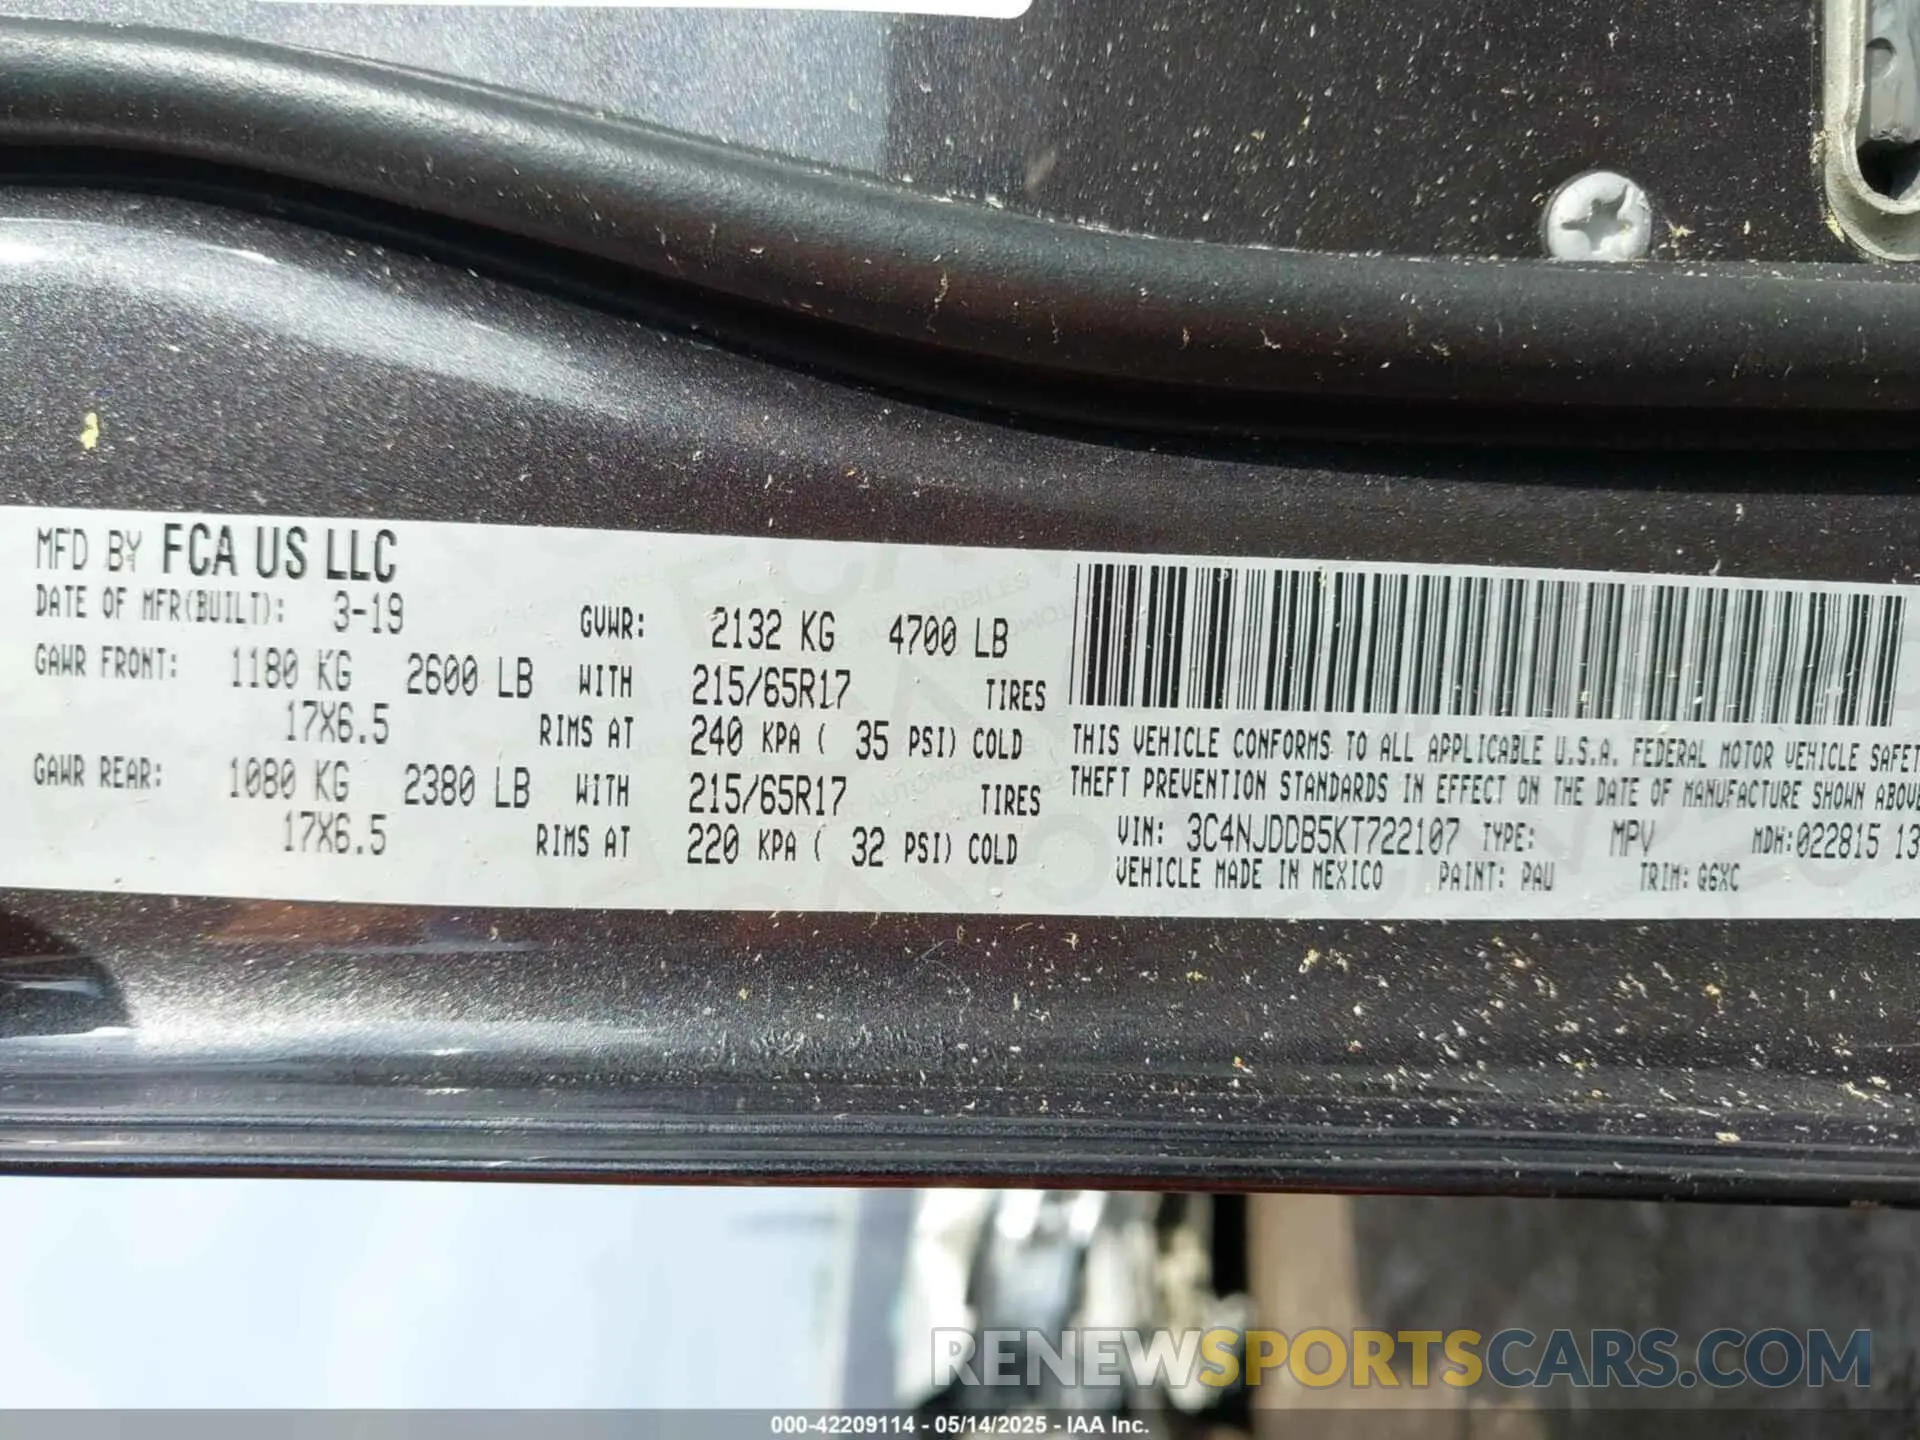 MFD BY FCA US LLC
DATE OF MFR(BUILT): 3-19 GVWR: 2132 KG 4700 LB
GAWR FRONT: 1180 KG 2600 LB WITH 215/65R17 TIRES
17X6.5 RIMS AT 240 KPA ( 35 PSI) COLD
GAWR REAR: 1080 KG 2380 LB WITH 215/65R17 TIRES
17X6.5 RIMS AT 220 KPA ( 32 PSI) COLD
THIS VEHICLE CONFORMS TO ALL APPLICABLE U.S.A. FEDERAL MOTOR VEHICLE SAFET
THEFT PREVENTION STANDARDS IN EFFECT ON THE DATE OF MANUFACTURE SHOWN ABOVE
VIN: 3C4NJDDB5KT722107 TYPE: MPV MDH:022815 13
VEHICLE MADE IN MEXICO PAINT: PAU TRIM: G6XC
RENEWSPORTSCARS.COM
000-42209114 - 05/14/2025 - IAA Inc.